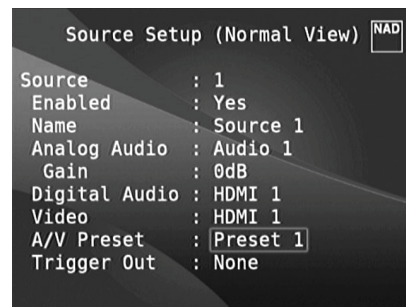 Source Setup (Normal View) NAD
Source : 1
Enabled : Yes
Name : Source 1
Analog Audio : Audio 1
Gain : 0dB
Digital Audio : HDMI 1
Video : HDMI 1
A/V Preset : Preset 1
Trigger Out : None